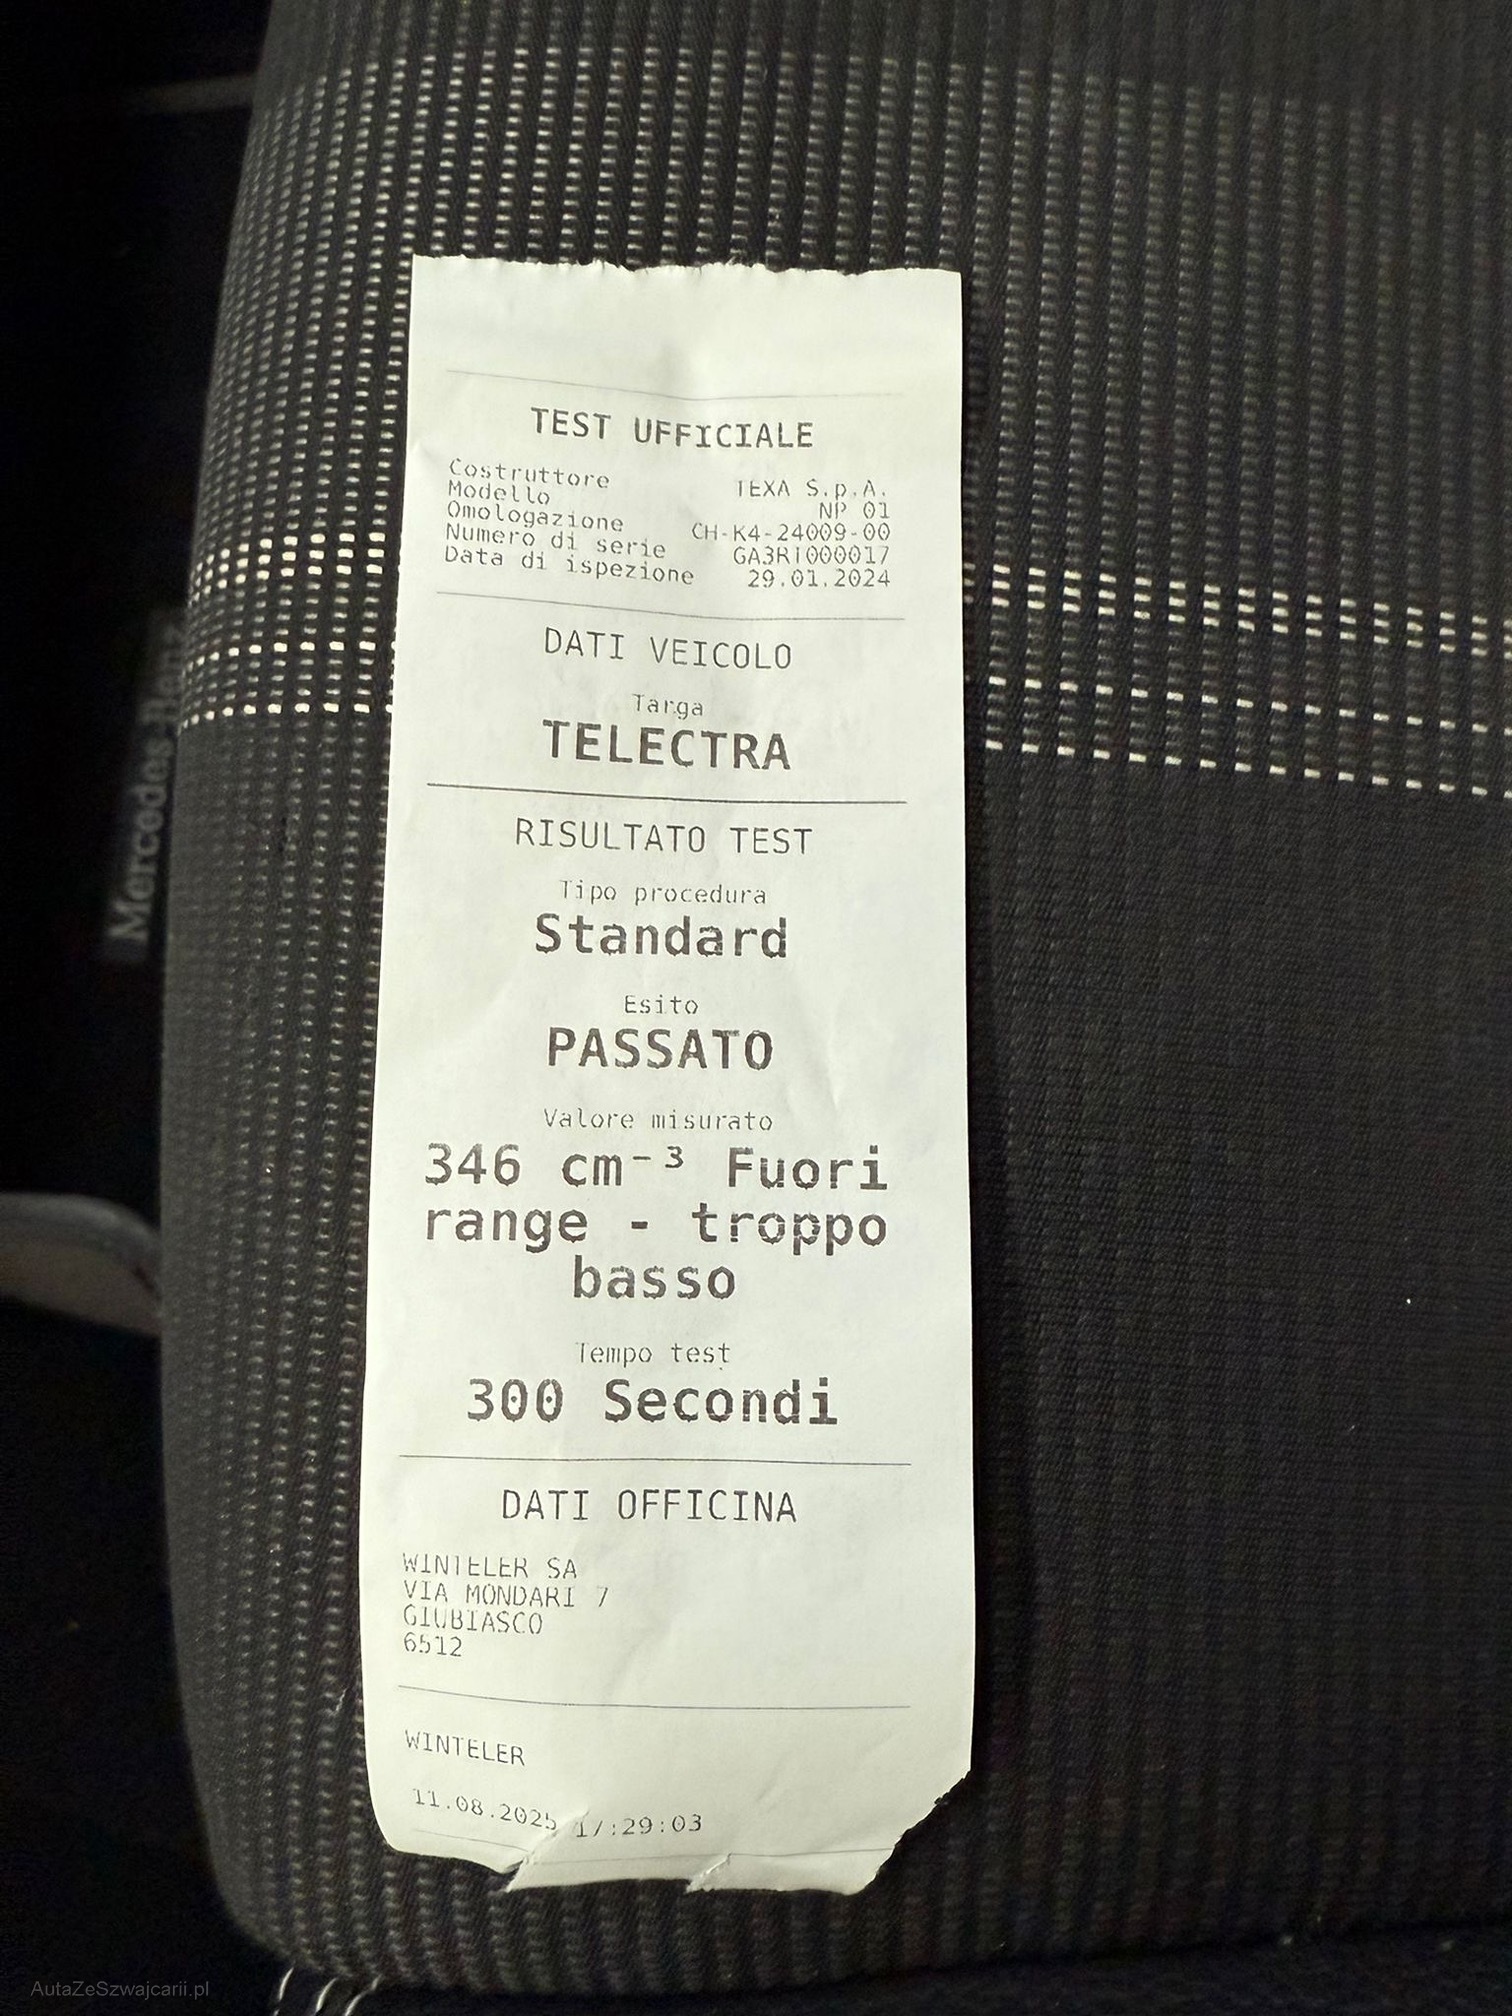 TEST UFFICIALE
Costruttore TEXA S.p.A.
Modello NP 01
Omologazione CH-K4-24009-00
Numero di serie GA3RT000017
Data di ispezione 29.01.2024
DATI VEICOLO
Targa
TELECTRA
RISULTATO TEST
Tipo procedura
Standard
Esito
PASSATO
Valore misurato
346 cm⁻³ Fuori
range - troppo
basso
Tempo test
300 Secondi
DATI OFFICINA
WINTELER SA
VIA MONDARI 7
GIUBIASCO
6512
WINTELER
11.08.2025 17:29:03
Mercedes-Benz
AutaZeSzwajcarii.pl